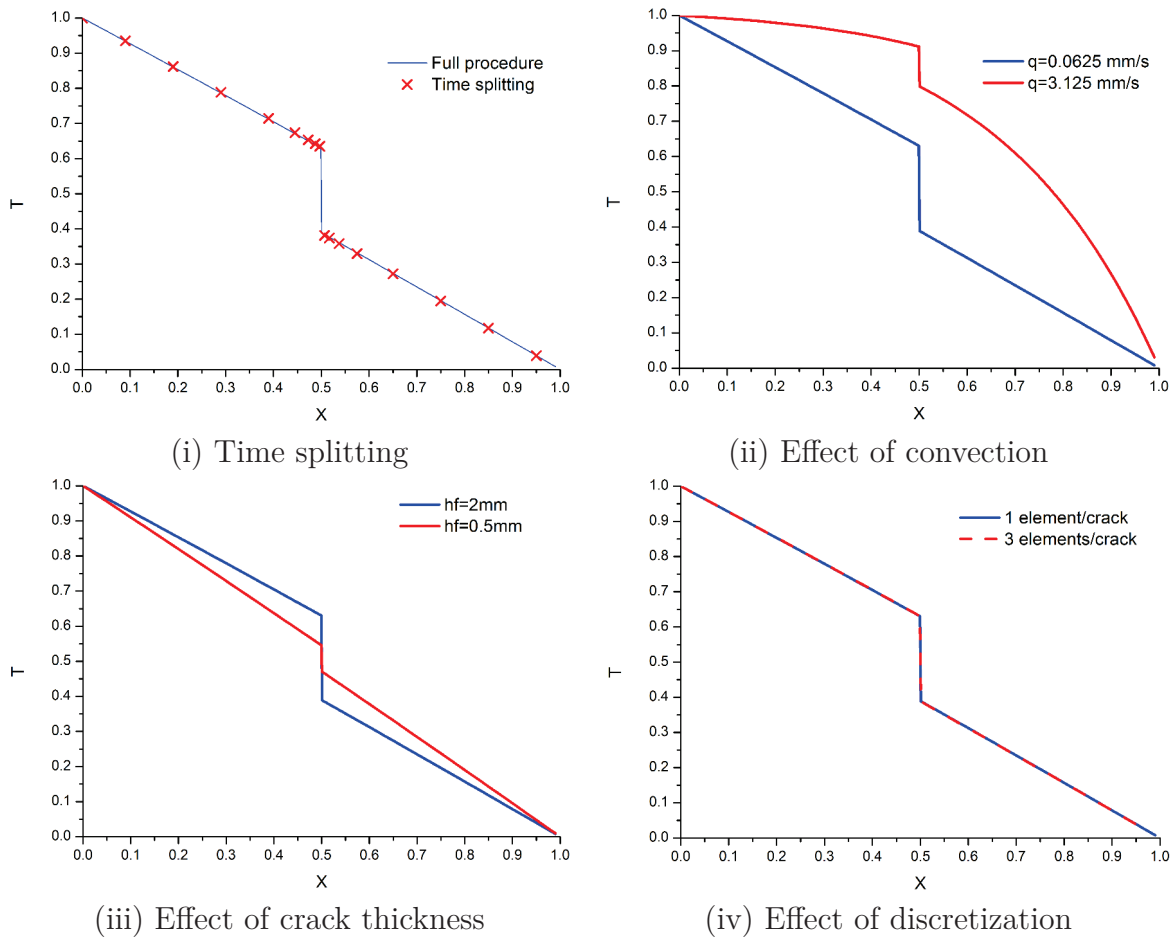 1.0
0.9
0.8
0.7
0.6
0.5
0.4
0.3
0.2
0.1
0.0
T
Full procedure
Time splitting
0.0 0.1 0.2 0.3 0.4 0.5 0.6 0.7 0.8 0.9 1.0
X
(i) Time splitting
1.0
0.9
0.8
0.7
0.6
0.5
0.4
0.3
0.2
0.1
0.0
T
q=0.0625 mm/s
q=3.125 mm/s
0.0 0.1 0.2 0.3 0.4 0.5 0.6 0.7 0.8 0.9 1.0
X
(ii) Effect of convection
1.0
0.9
0.8
0.7
0.6
0.5
0.4
0.3
0.2
0.1
0.0
T
hf=2mm
hf=0.5mm
0.0 0.1 0.2 0.3 0.4 0.5 0.6 0.7 0.8 0.9 1.0
X
(iii) Effect of crack thickness
1.0
0.9
0.8
0.7
0.6
0.5
0.4
0.3
0.2
0.1
0.0
T
1 element/crack
3 elements/crack
0.0 0.1 0.2 0.3 0.4 0.5 0.6 0.7 0.8 0.9 1.0
X
(iv) Effect of discretization